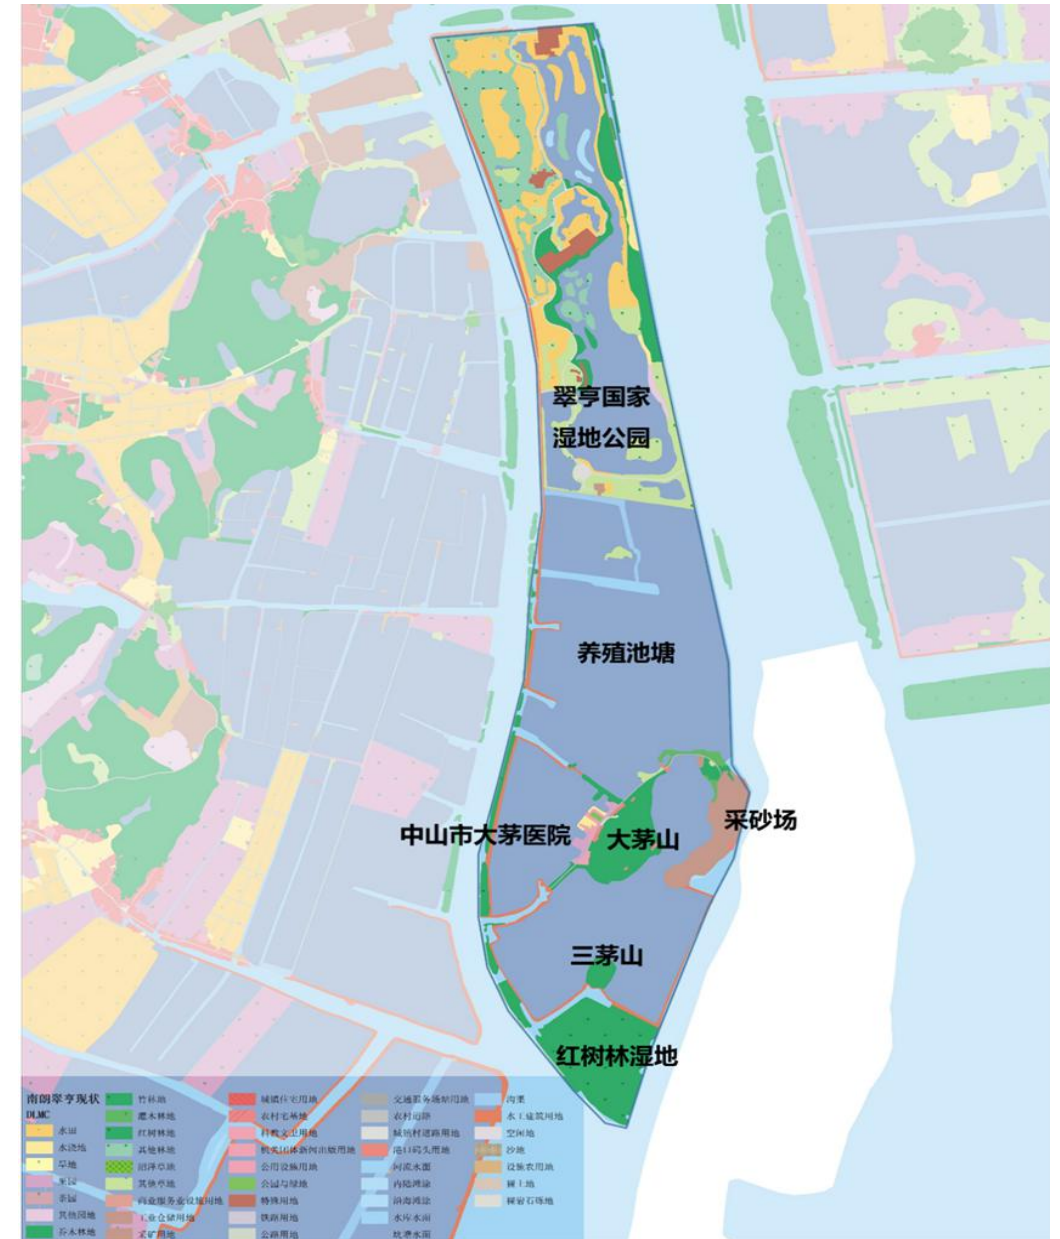 翠亨国家
湿地公园
养殖池塘
中山市大茅医院
大茅山
采砂场
三茅山
红树林湿地
南朗翠亨现状
DLMC
水田
水浇地
旱地
果园
茶园
其他园地
乔木林地
竹林地
灌木林地
红树林地
其他林地
沼泽草地
其他草地
商业服务业设施用地
工业仓储用地
采矿用地
城镇住宅用地
农村宅基地
科教文卫用地
机关团体新闻出版用地
公用设施用地
公园与绿地
特殊用地
铁路用地
公路用地
交通服务场站用地
农村道路
城镇村道路用地
港口码头用地
河流水面
内陆滩涂
沿海滩涂
水库水面
坑塘水面
沟渠
水工建筑用地
空闲地
沙地
设施农用地
裸土地
裸岩石砾地